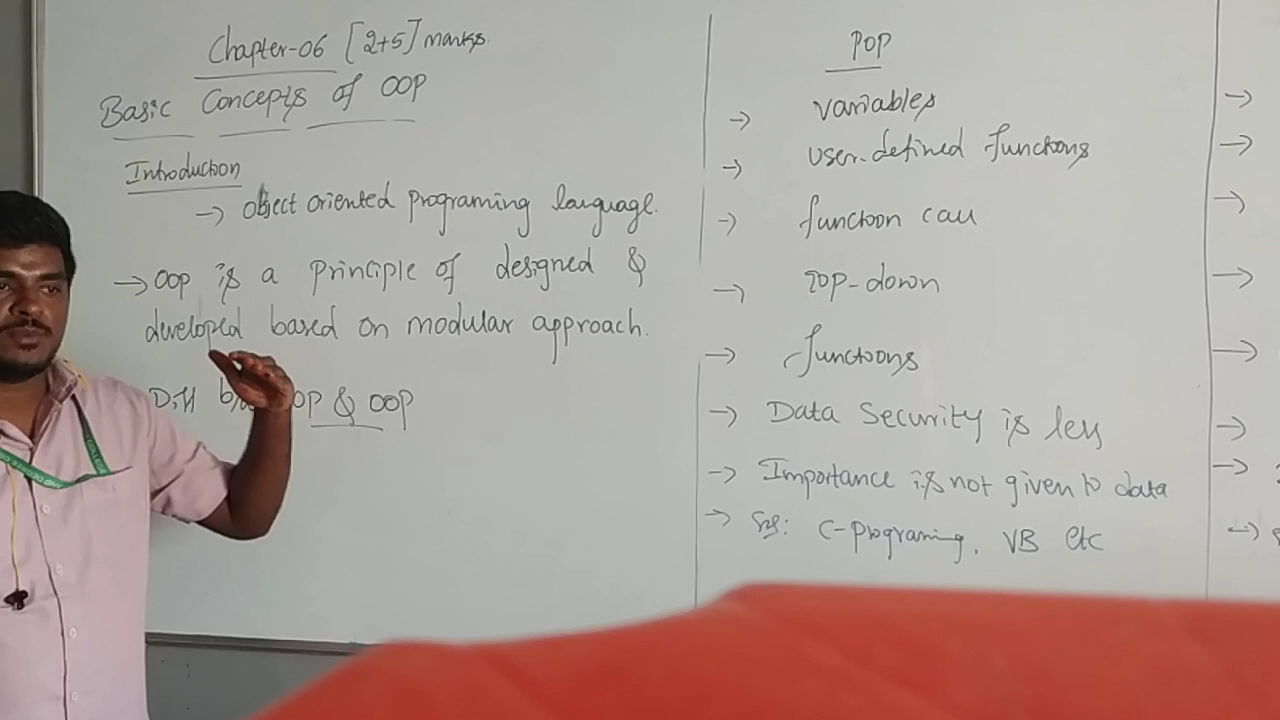 Chapter-06 [2+5] marks
Basic Concepts of OOP
Introduction
→ Object oriented programing language.
→ OOP is a principle of designed &
developed based on modular approach.
Diff & OOP
POP
→ variables
→ user-defined functions
→ function call
→ Top-down
→ functions
→ Data Security is less
→ Importance is not given to data
→ Eg: C-Programing, VB etc
COLLEGE